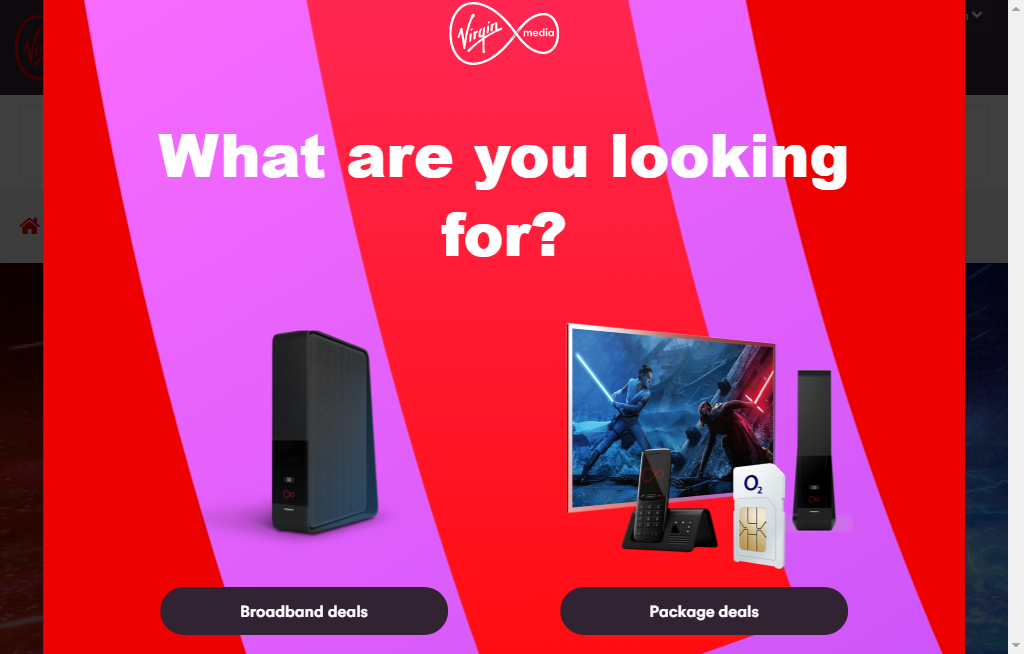 Virgin media
What are you looking
for?
O2
Broadband deals
Package deals